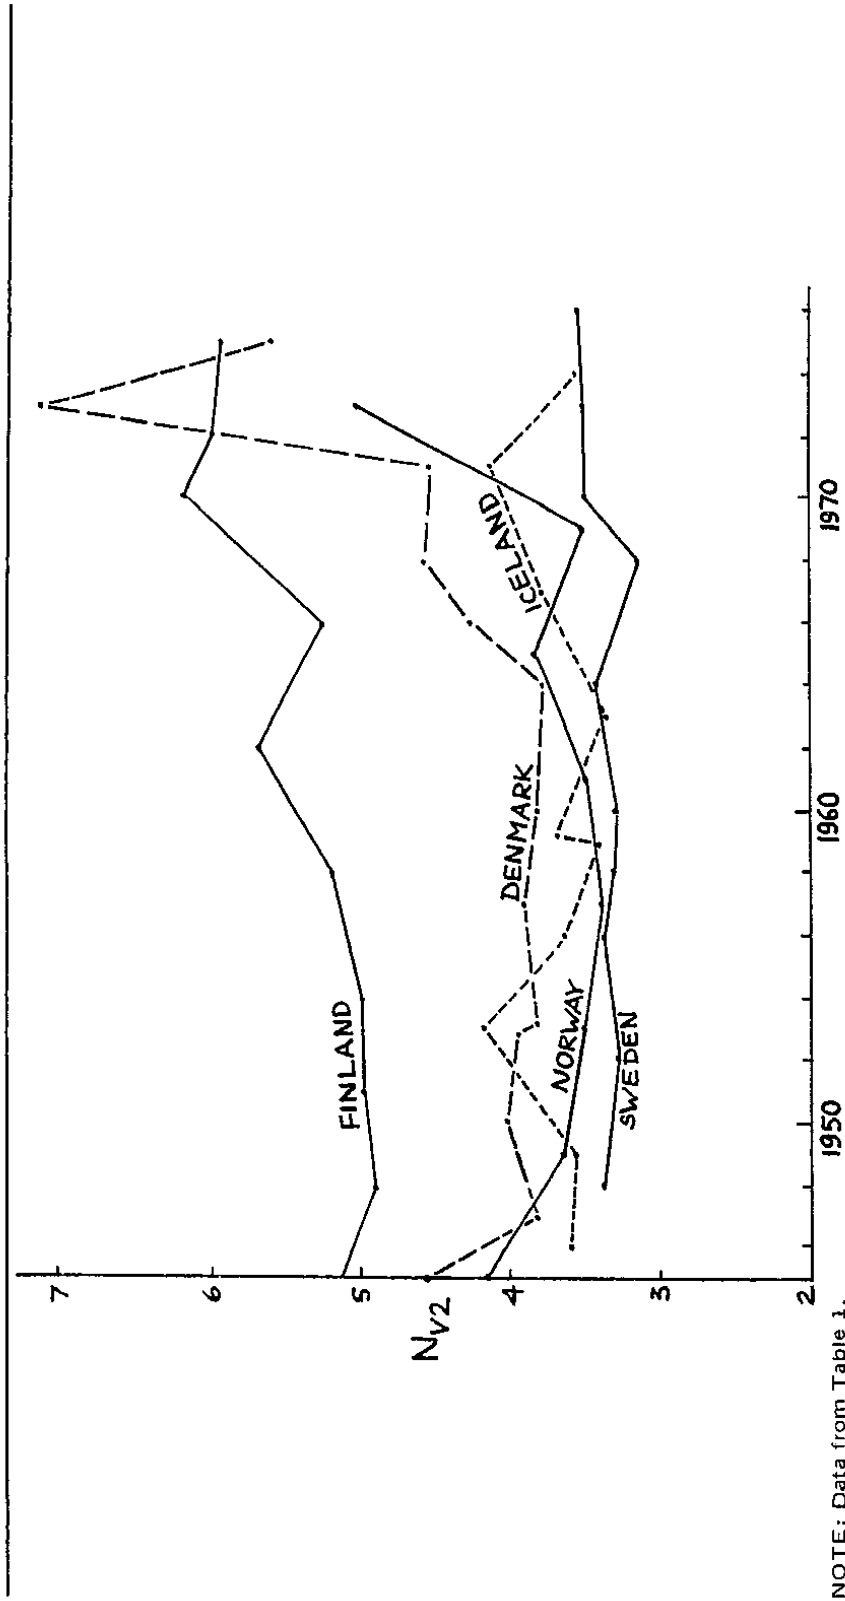 7
6
5
4
3
2
N_V2
FINLAND
DENMARK
ICELAND
NORWAY
SWEDEN
1950
1960
1970
NOTE: Data from Table 1.